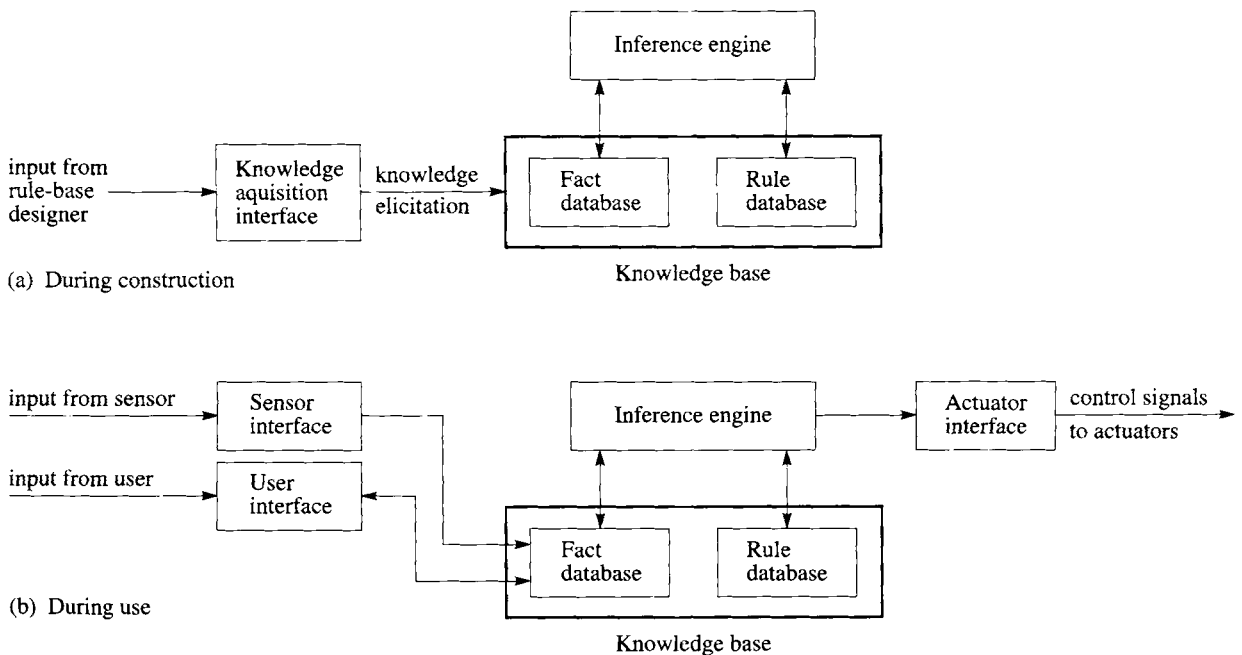 Inference engine
input from
rule-base
designer
Knowledge
aquisition
interface
knowledge
elicitation
Fact
database
Rule
database
Knowledge base
(a) During construction
input from sensor
Sensor
interface
Inference engine
Actuator
interface
control signals
to actuators
input from user
User
interface
Fact
database
Rule
database
(b) During use
Knowledge base